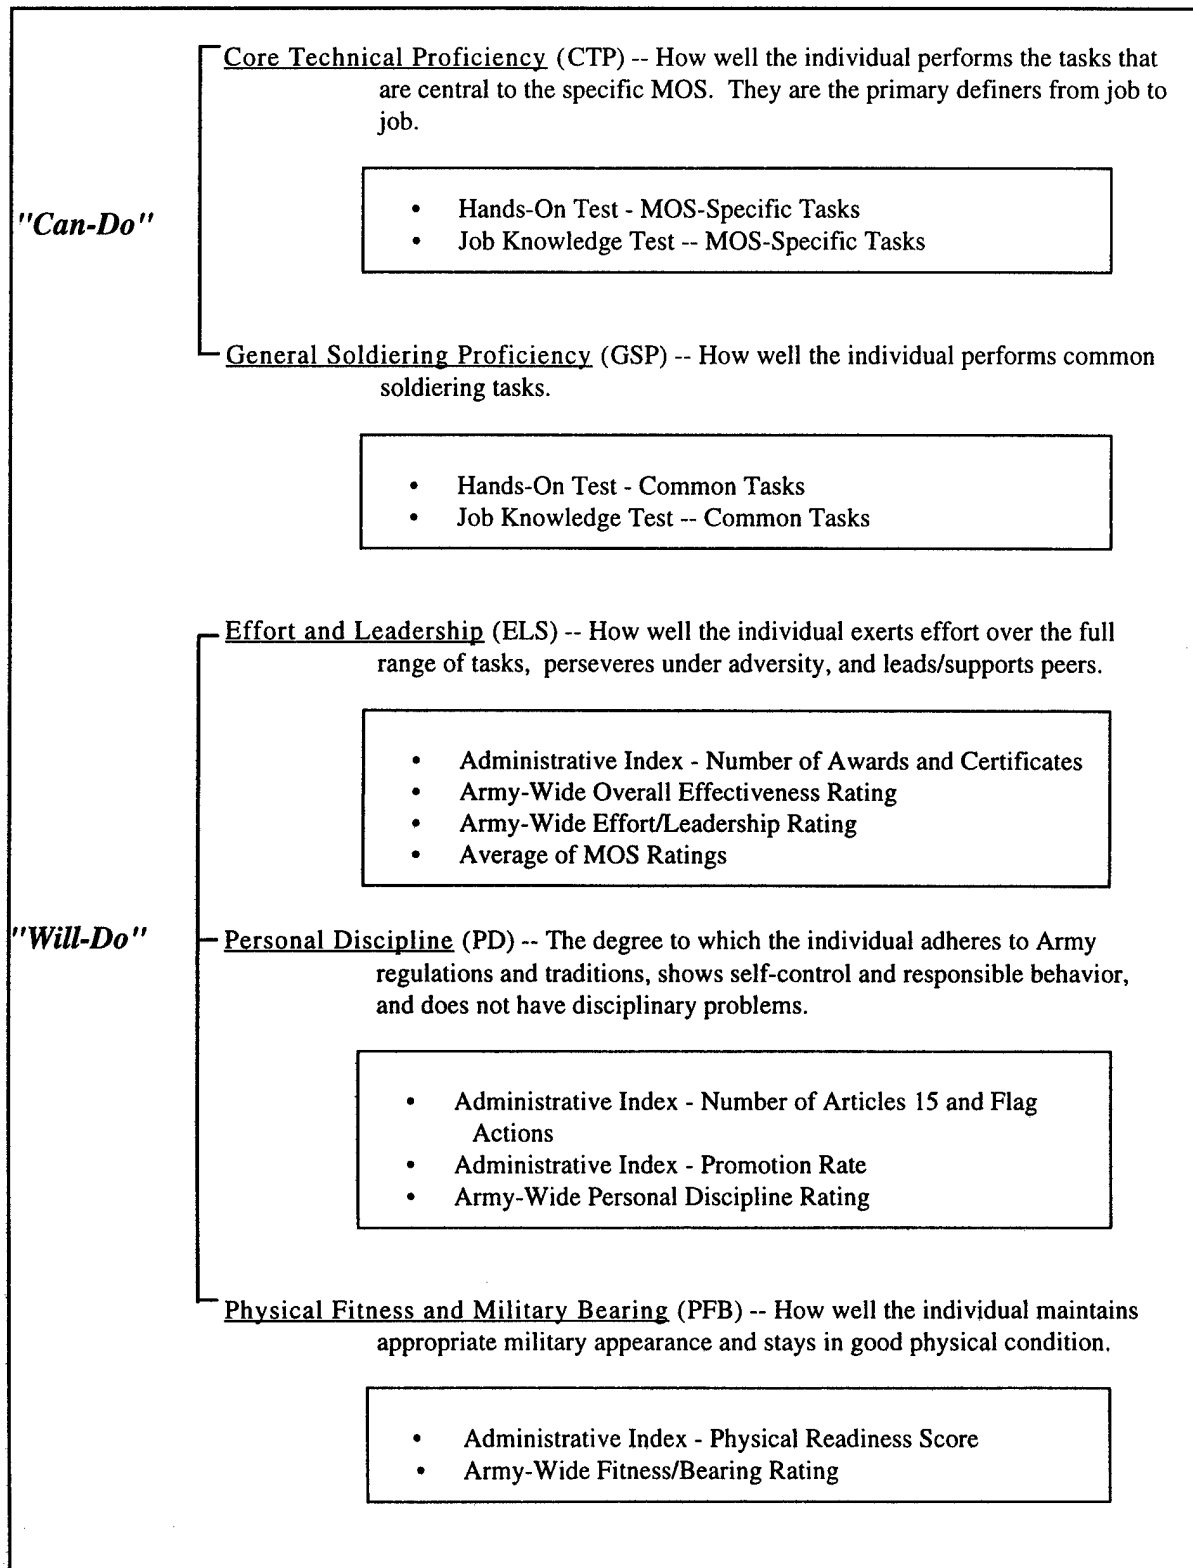 Core Technical Proficiency (CTP) -- How well the individual performs the tasks that
are central to the specific MOS. They are the primary definers from job to
job.
"Can-Do"
• Hands-On Test - MOS-Specific Tasks
• Job Knowledge Test -- MOS-Specific Tasks
General Soldiering Proficiency (GSP) -- How well the individual performs common
soldiering tasks.
• Hands-On Test - Common Tasks
• Job Knowledge Test -- Common Tasks
Effort and Leadership (ELS) -- How well the individual exerts effort over the full
range of tasks, perseveres under adversity, and leads/supports peers.
• Administrative Index - Number of Awards and Certificates
• Army-Wide Overall Effectiveness Rating
• Army-Wide Effort/Leadership Rating
• Average of MOS Ratings
"Will-Do"
Personal Discipline (PD) -- The degree to which the individual adheres to Army
regulations and traditions, shows self-control and responsible behavior,
and does not have disciplinary problems.
• Administrative Index - Number of Articles 15 and Flag
Actions
• Administrative Index - Promotion Rate
• Army-Wide Personal Discipline Rating
Physical Fitness and Military Bearing (PFB) -- How well the individual maintains
appropriate military appearance and stays in good physical condition.
• Administrative Index - Physical Readiness Score
• Army-Wide Fitness/Bearing Rating